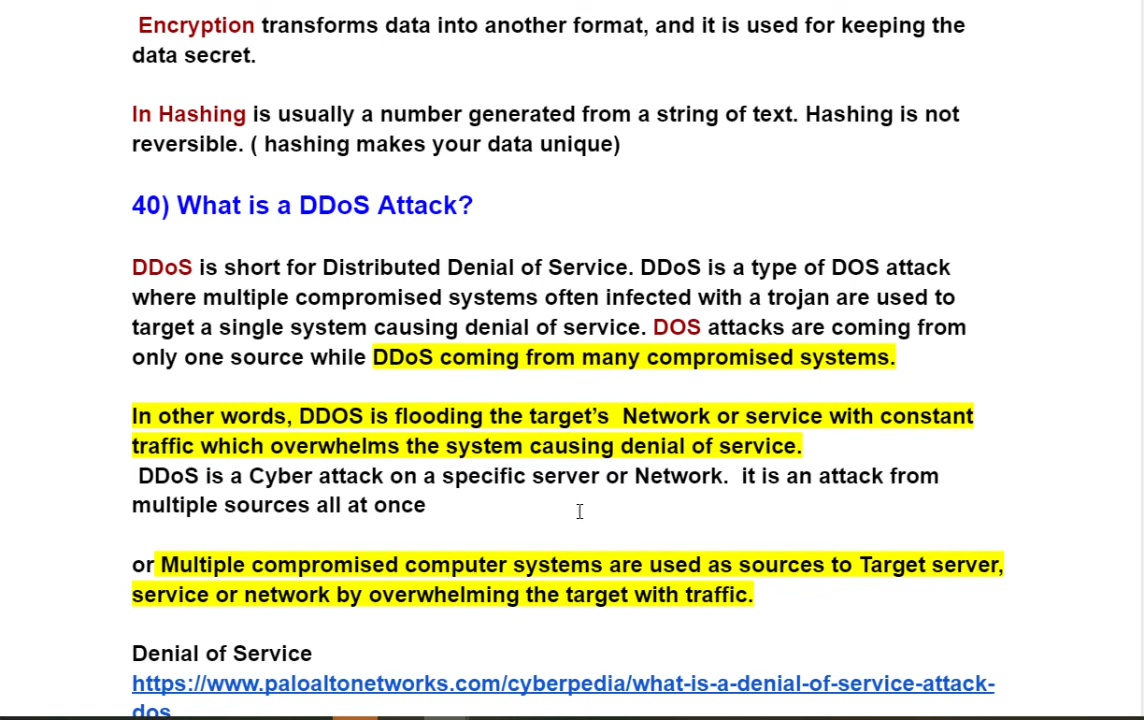 Encryption transforms data into another format, and it is used for keeping the
data secret.
In Hashing is usually a number generated from a string of text. Hashing is not
reversible. ( hashing makes your data unique)
40) What is a DDoS Attack?
DDoS is short for Distributed Denial of Service. DDoS is a type of DOS attack
where multiple compromised systems often infected with a trojan are used to
target a single system causing denial of service. DOS attacks are coming from
only one source while DDoS coming from many compromised systems.
In other words, DDOS is flooding the target’s  Network or service with constant
traffic which overwhelms the system causing denial of service.
DDoS is a Cyber attack on a specific server or Network.  it is an attack from
multiple sources all at once
or Multiple compromised computer systems are used as sources to Target server,
service or network by overwhelming the target with traffic.
Denial of Service
https://www.paloaltonetworks.com/cyberpedia/what-is-a-denial-of-service-attack-
dos